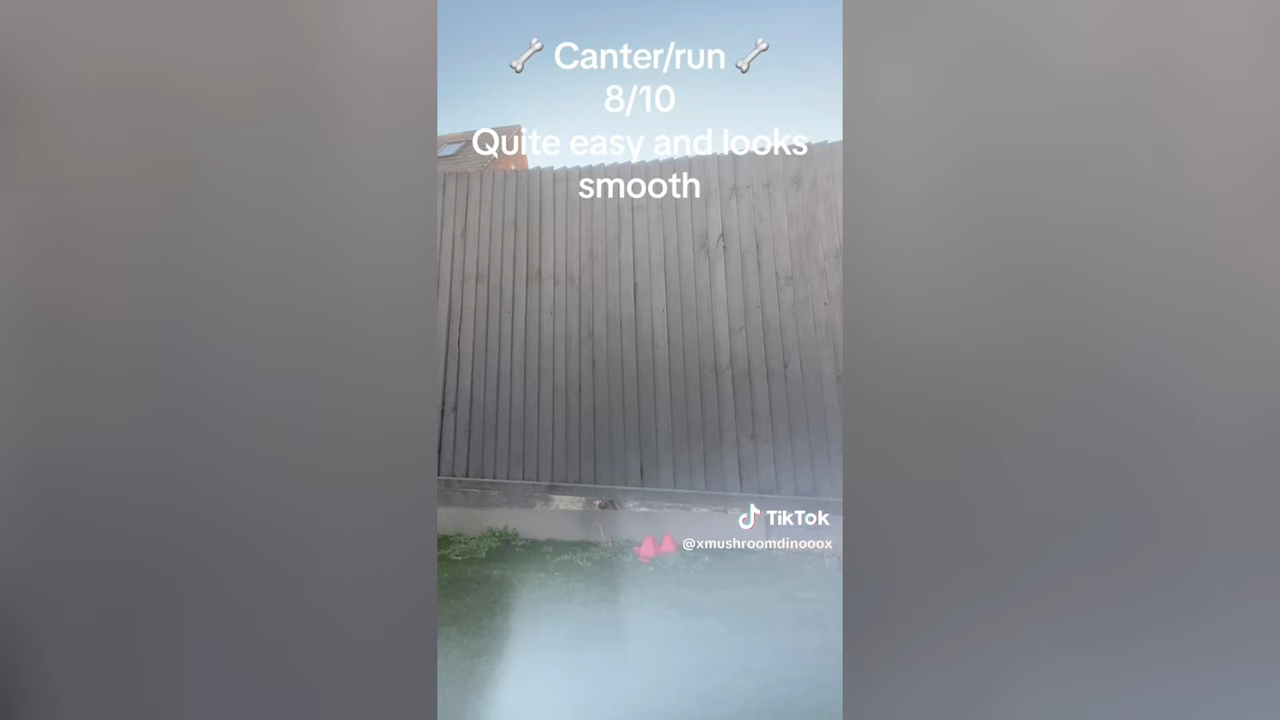 🦴 Canter/run 🦴
8/10
Quite easy and looks
smooth
TikTok
@xmushroomdinooox